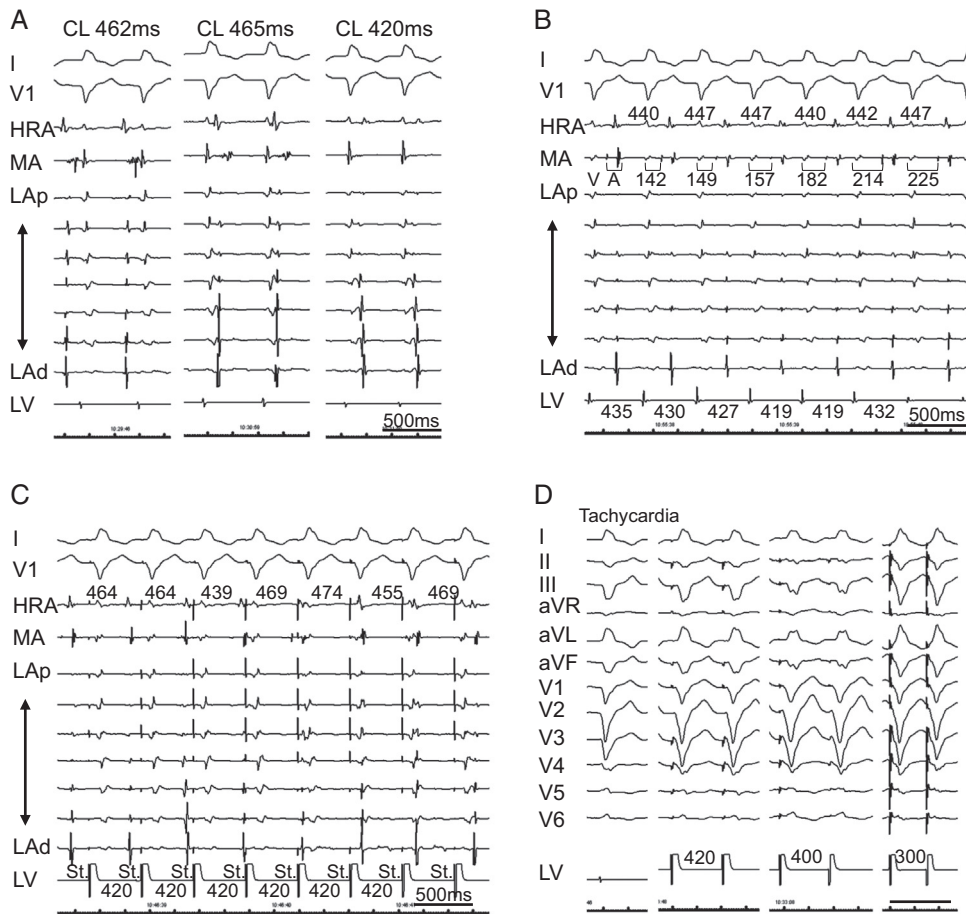 A
CL 462ms CL 465ms CL 420ms
I
V1
HRA
MA
LAp
LAd
LV
500ms
B
I
V1
440 447 447 440 442 447
HRA
MA
V A 142 149 157 182 214 225
LAp
LAd
LV
435 430 427 419 419 432 500ms
C
I
V1
464 464 439 469 474 455 469
HRA
MA
LAp
LAd
St. St. St. St. St. St. St.
LV
420 420 420 420 420 420 500ms
D
Tachycardia
I
II
III
aVR
aVL
aVF
V1
V2
V3
V4
V5
V6
420 400 300
LV